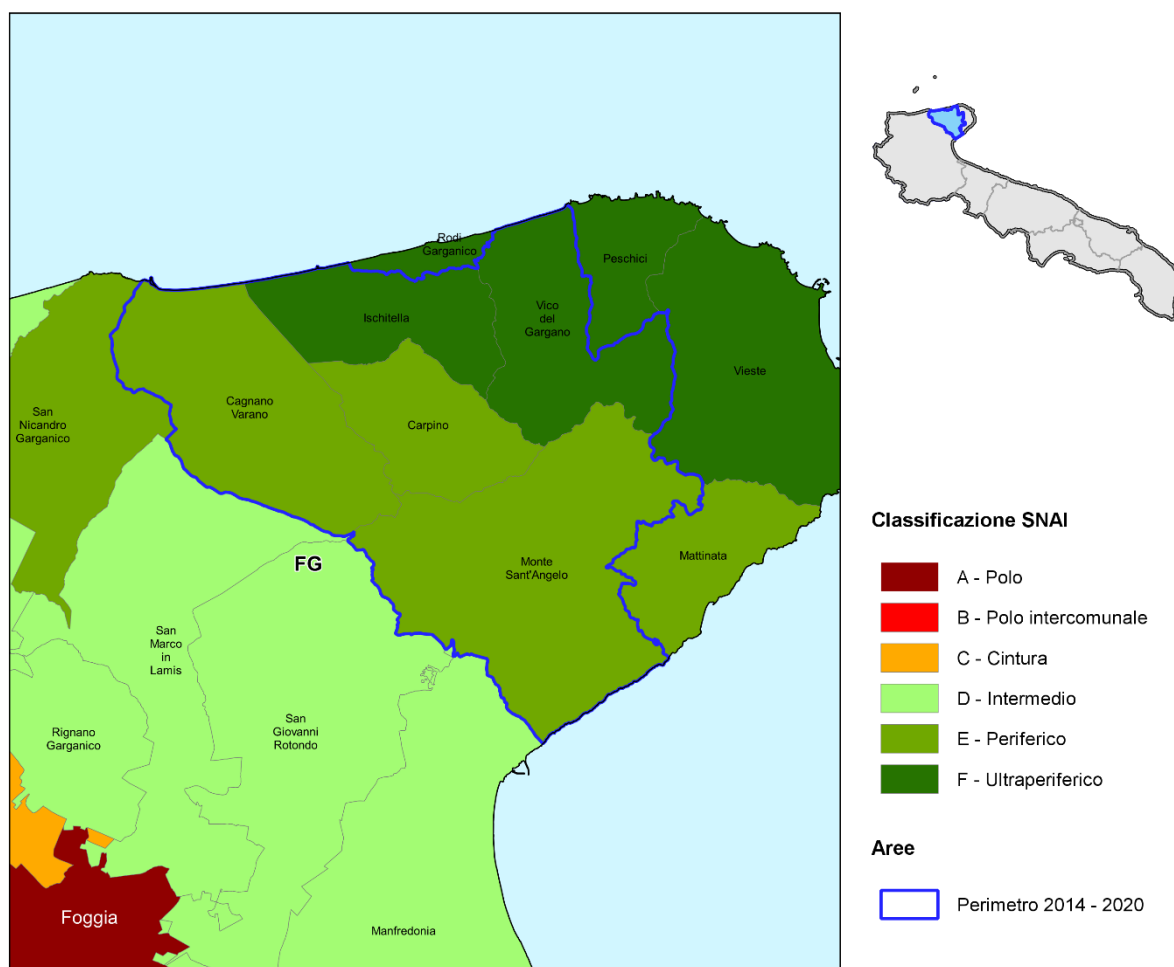 Rodi
Garganico
Peschici
Ischitella
Vico
del
Gargano
Vieste
Cagnano
Varano
San
Nicandro
Garganico
Carpino
FG
Monte
Sant'Angelo
Mattinata
San
Marco
in
Lamis
San
Giovanni
Rotondo
Rignano
Garganico
Foggia
Manfredonia
Classificazione SNAI
A - Polo
B - Polo intercomunale
C - Cintura
D - Intermedio
E - Periferico
F - Ultraperiferico
Aree
Perimetro 2014 - 2020